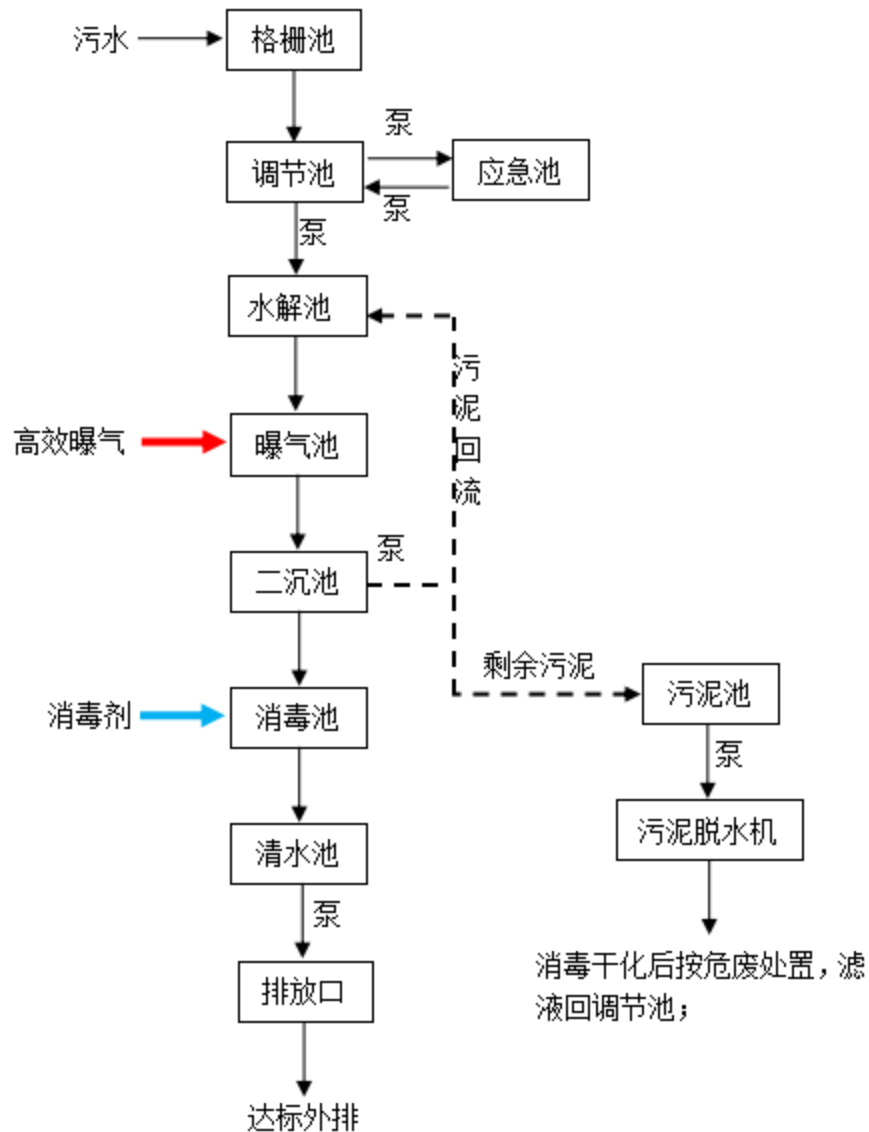 污水
格栅池
泵
调节池
应急池
泵
泵
水解池
污泥回流
高效曝气
曝气池
泵
二沉池
剩余污泥
污泥池
消毒剂
消毒池
泵
污泥脱水机
清水池
泵
消毒干化后按危废处置，滤
液回调节池；
排放口
达标外排